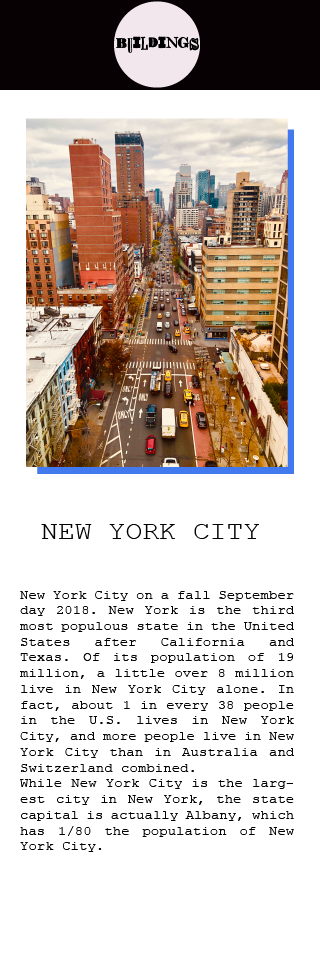 BUILDINGS
ONLY
ONLY
NEW YORK CITY
New York City on a fall September
day 2018. New York is the third
most populous state in the United
States after California and
Texas. Of its population of 19
million, a little over 8 million
live in New York City alone. In
fact, about 1 in every 38 people
in the U.S. lives in New York
City, and more people live in New
York City than in Australia and
Switzerland combined.
While New York City is the larg-
est city in New York, the state
capital is actually Albany, which
has 1/80 the population of New
York City.